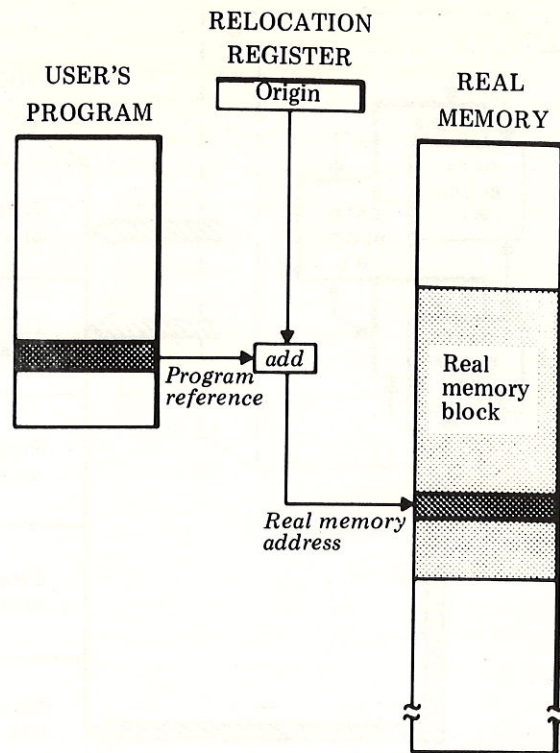 RELOCATION
REGISTER
USER'S
PROGRAM
Origin
REAL
MEMORY
add
Program
reference
Real
memory
block
Real memory
address